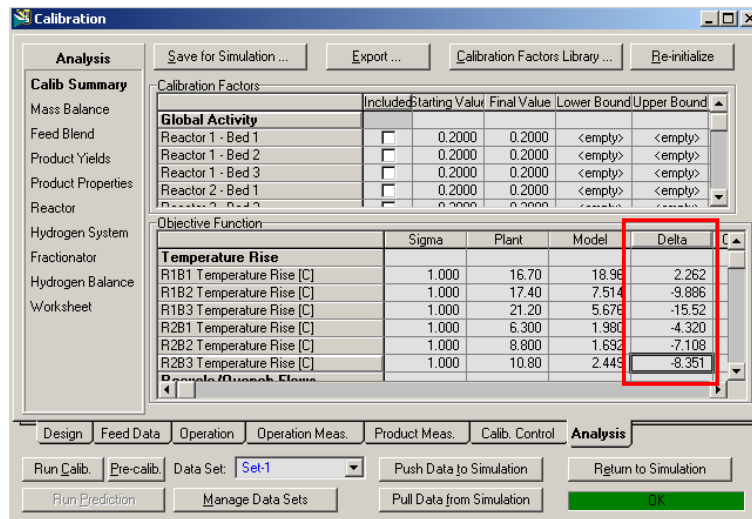 Calibration
Analysis
Calib Summary
Mass Balance
Feed Blend
Product Yields
Product Properties
Reactor
Hydrogen System
Fractionator
Hydrogen Balance
Worksheet
Save for Simulation ... Export ... Calibration Factors Library ... Re-initialize
Calibration Factors
Included Starting Value Final Value Lower Bound Upper Bound
Global Activity
Reactor 1 - Bed 1 0.2000 0.2000 <empty> <empty>
Reactor 1 - Bed 2 0.2000 0.2000 <empty> <empty>
Reactor 1 - Bed 3 0.2000 0.2000 <empty> <empty>
Reactor 2 - Bed 1 0.2000 0.2000 <empty> <empty>
Objective Function
Sigma Plant Model Delta
Temperature Rise
R1B1 Temperature Rise [C] 1.000 16.70 18.96 2.262
R1B2 Temperature Rise [C] 1.000 17.40 7.514 -9.886
R1B3 Temperature Rise [C] 1.000 21.20 5.676 -15.52
R2B1 Temperature Rise [C] 1.000 6.300 1.980 -4.320
R2B2 Temperature Rise [C] 1.000 8.800 1.692 -7.108
R2B3 Temperature Rise [C] 1.000 10.80 2.449 -8.351
Recycle/Quench Flows
Design Feed Data Operation Operation Meas. Product Meas. Calib. Control Analysis
Run Calib. Pre-calib. Data Set: Set-1 Push Data to Simulation Return to Simulation
Run Prediction Manage Data Sets Pull Data from Simulation OK